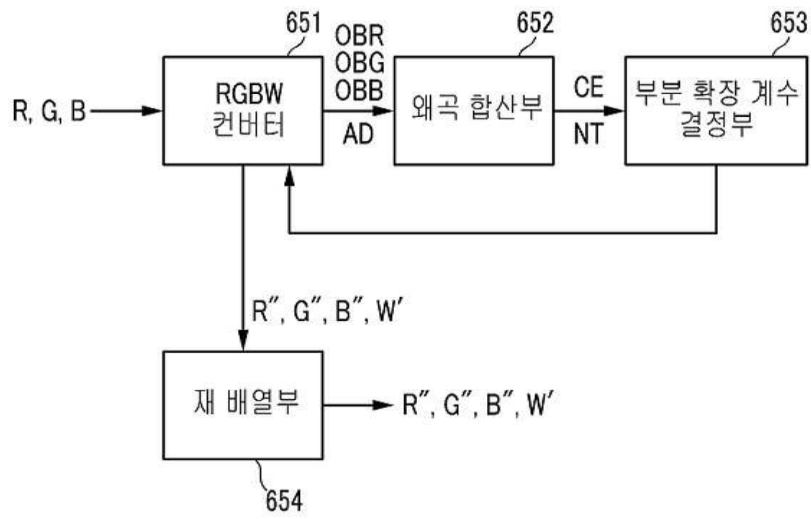 651
OBR
652
653
OBG
R, G, B
RGBW
컨버터
OBB
왜곡 합산부
CE
부분 확장 계수
결정부
AD
NT
R″, G″, B″, W′
재 배열부
R″, G″, B″, W′
654